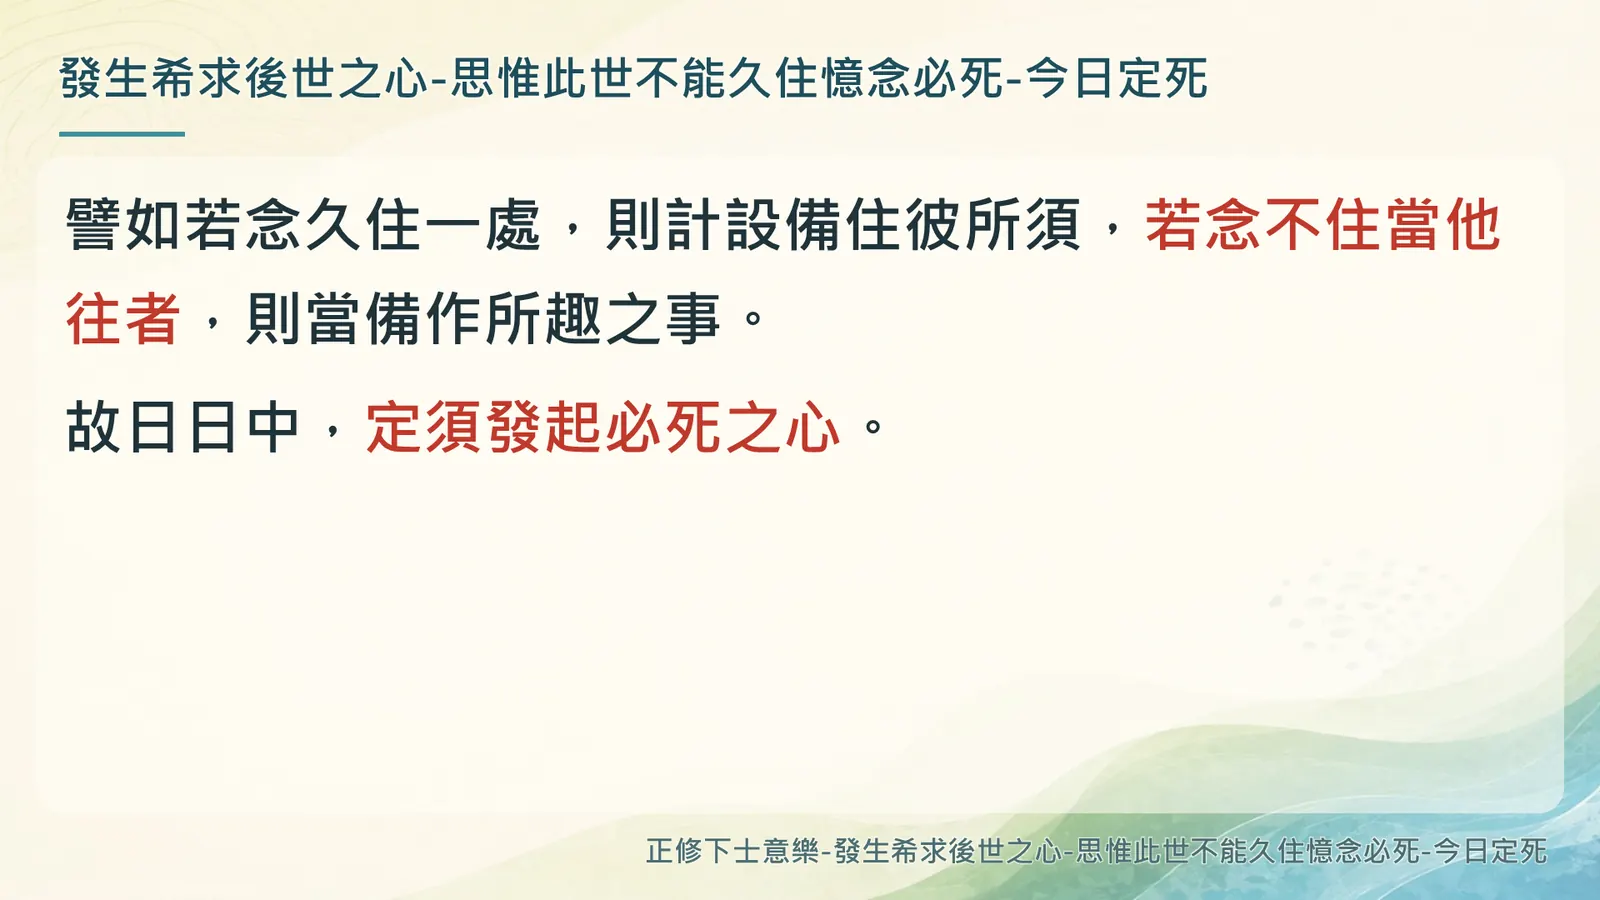 發生希求後世之心-思惟此世不能久住憶念必死-今日定死
譬如若念久住一處，則計設備住彼所須，若念不住當他
往者，則當備作所趣之事。
故日日中，定須發起必死之心。
正修下士意樂-發生希求後世之心-思惟此世不能久住憶念必死-今日定死